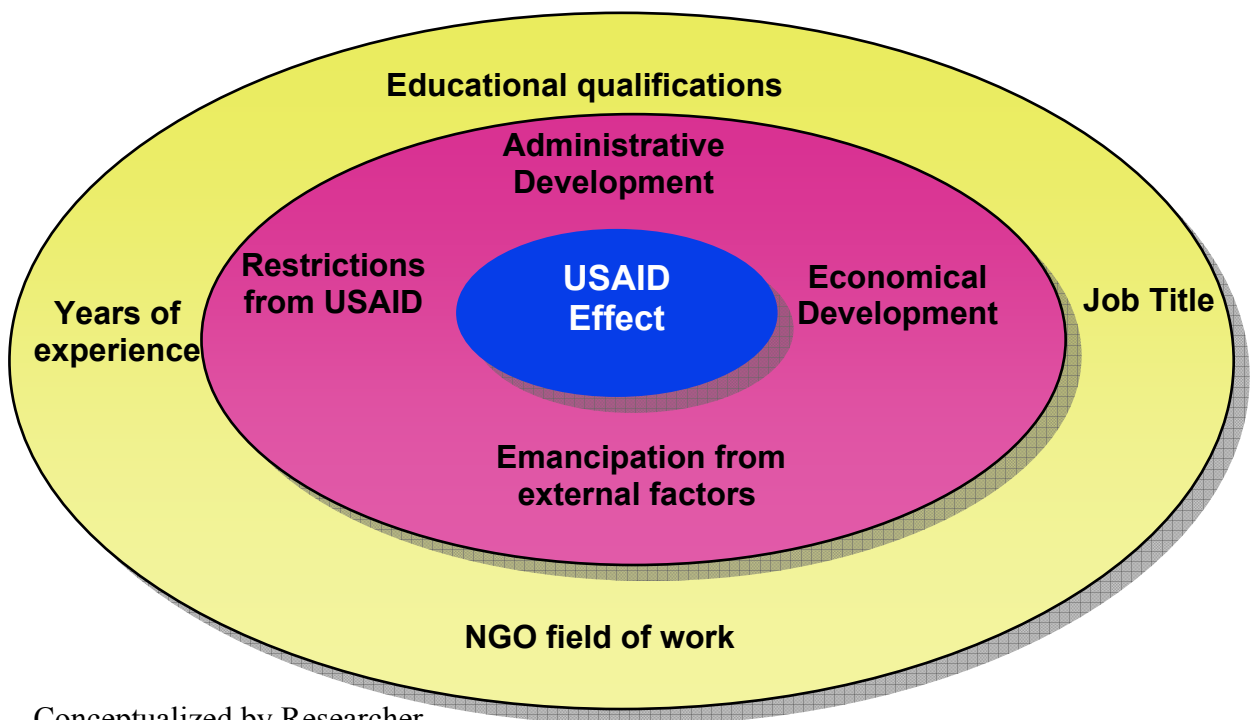 Educational qualifications
Administrative
Development
Restrictions
from USAID
USAID
Effect
Economical
Development
Years of
experience
Job Title
Emancipation from
external factors
NGO field of work
Conceptualized by Researcher